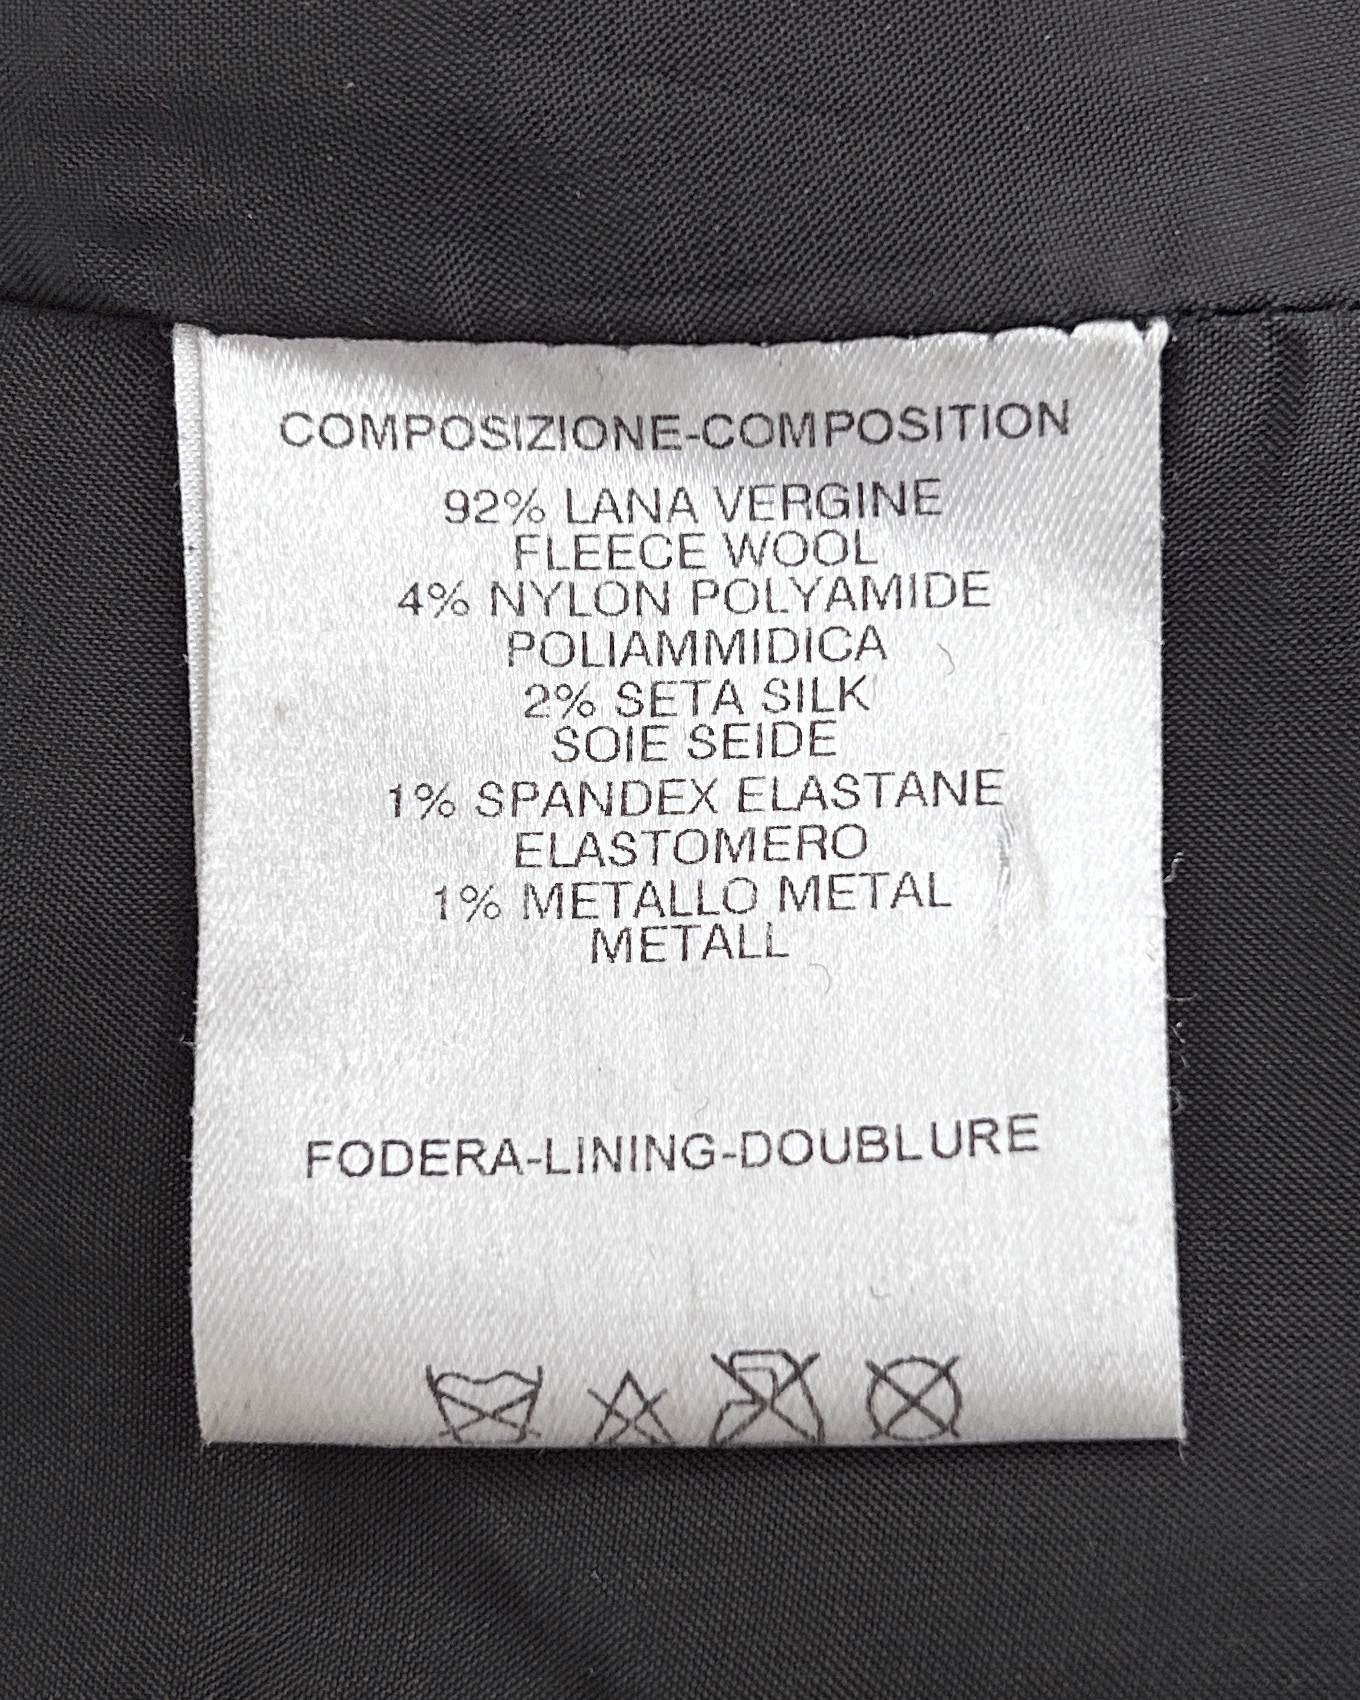 COMPOSIZIONE-COMPOSITION
92% LANA VERGINE
FLEECE WOOL
4% NYLON POLYAMIDE
POLIAMMIDICA
2% SETA SILK
SOIE SEIDE
1% SPANDEX ELASTANE
ELASTOMERO
1% METALLO METAL
METALL
FODERA-LINING-DOUBLURE